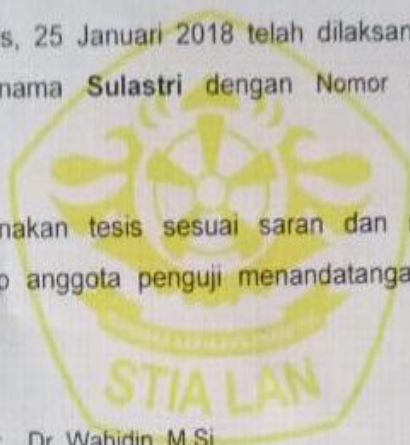 s, 25 Januari 2018 telah dilaksan
nama Sulastri dengan Nomor
nakan tesis sesuai saran dan
anggota penguji menandatanga
STIA LAN
Dr. Wahidin, M.Si